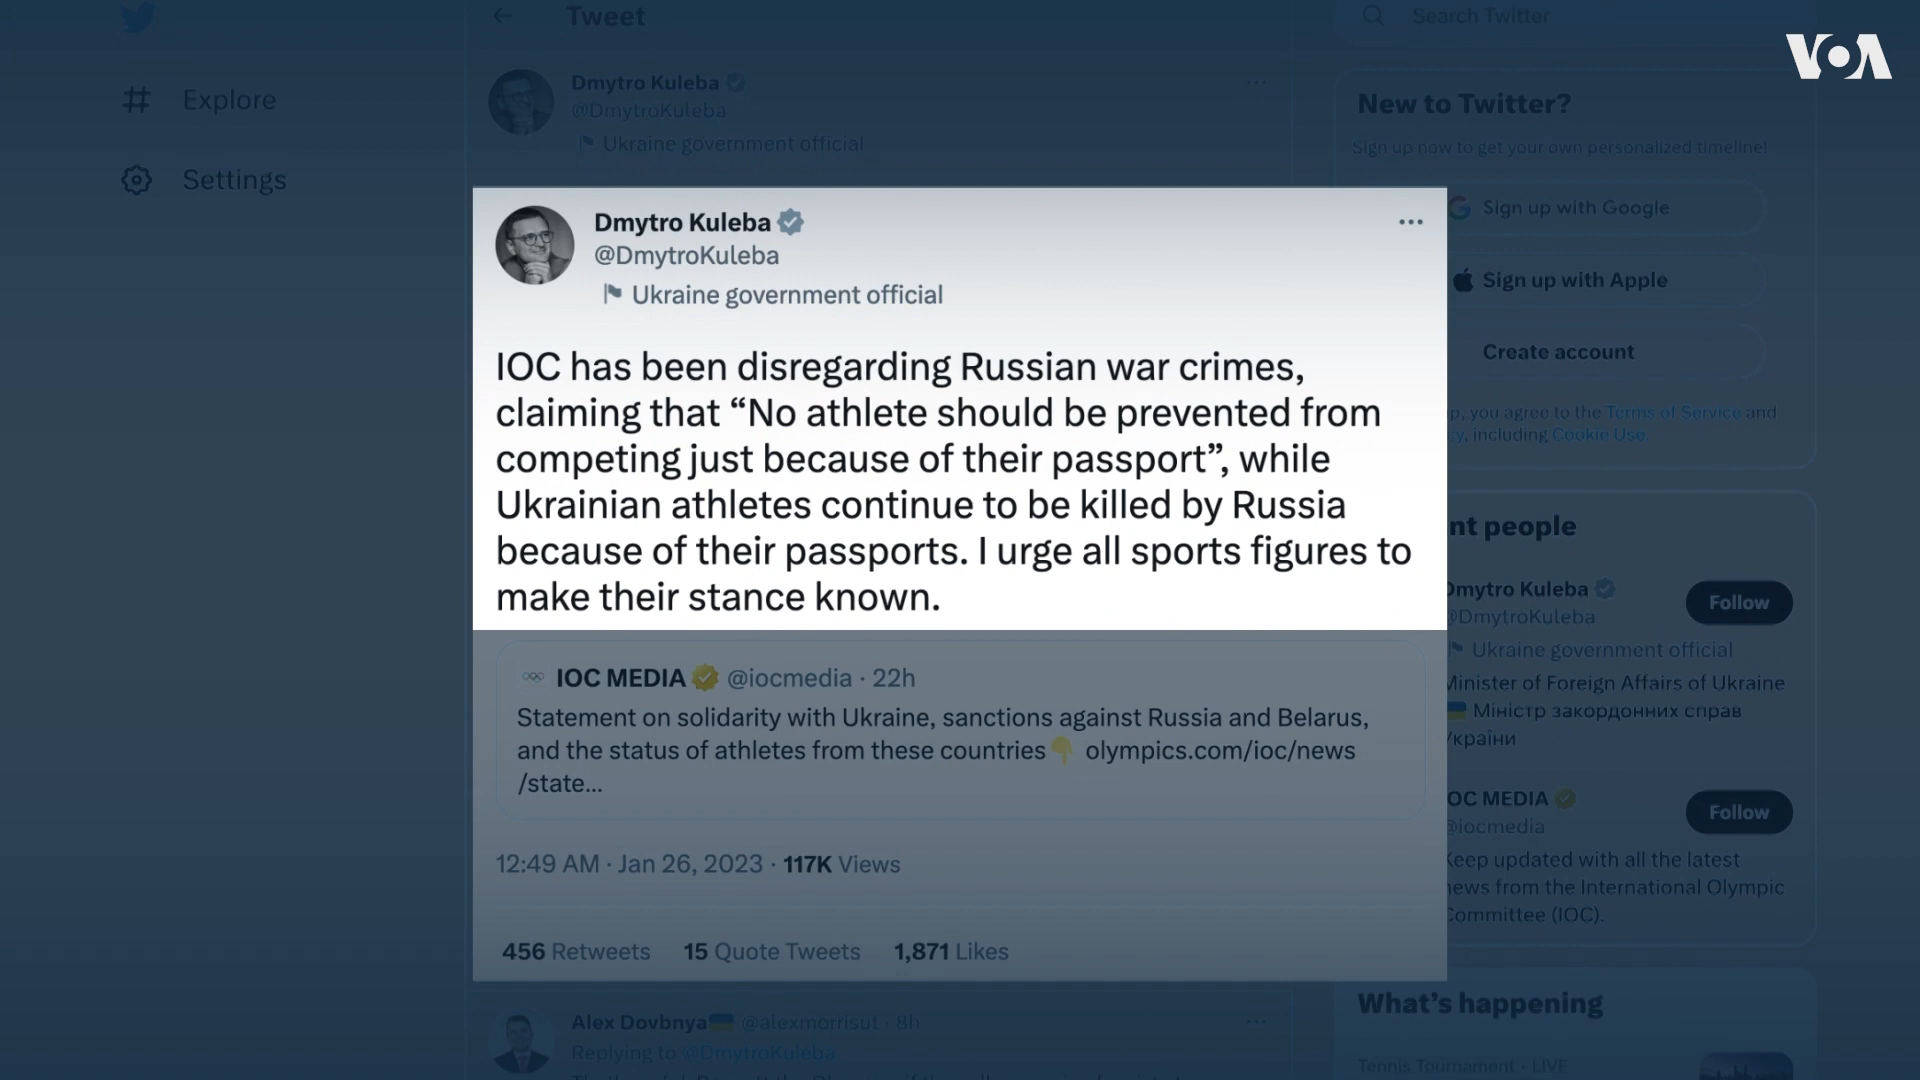 Tweet
Search Twitter
VOA
Explore
Settings
Dmytro Kuleba
@DmytroKuleba
Ukraine government official
New to Twitter?
Sign up now to get your own personalized timeline!
Sign up with Google
Sign up with Apple
Create account
you agree to the Terms of Service and
including Cookie Use.
Dmytro Kuleba
@DmytroKuleba
Ukraine government official
IOC has been disregarding Russian war crimes,
claiming that “No athlete should be prevented from
competing just because of their passport”, while
Ukrainian athletes continue to be killed by Russia
because of their passports. I urge all sports figures to
make their stance known.
IOC MEDIA @iocmedia · 22h
Statement on solidarity with Ukraine, sanctions against Russia and Belarus,
and the status of athletes from these countries👇 olympics.com/ioc/news
/state...
12:49 AM · Jan 26, 2023 · 117K Views
456 Retweets 15 Quote Tweets 1,871 Likes
people
Dmytro Kuleba
@DmytroKuleba
Follow
Ukraine government official
Minister of Foreign Affairs of Ukraine
Міністр закордонних справ
України
IOC MEDIA
@iocmedia
Follow
Keep updated with all the latest
news from the International Olympic
Committee (IOC).
What’s happening
Tennis Tournament · LIVE
Alex Dovbnya @alexmorrisut · 8h
Replying to @DmytroKuleba